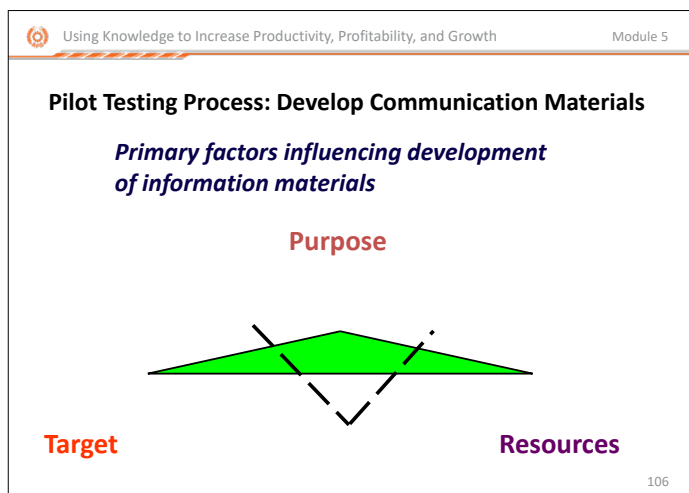 Using Knowledge to Increase Productivity, Profitability, and Growth Module 5
Pilot Testing Process: Develop Communication Materials
Primary factors influencing development
of information materials
Purpose
Target Resources
106